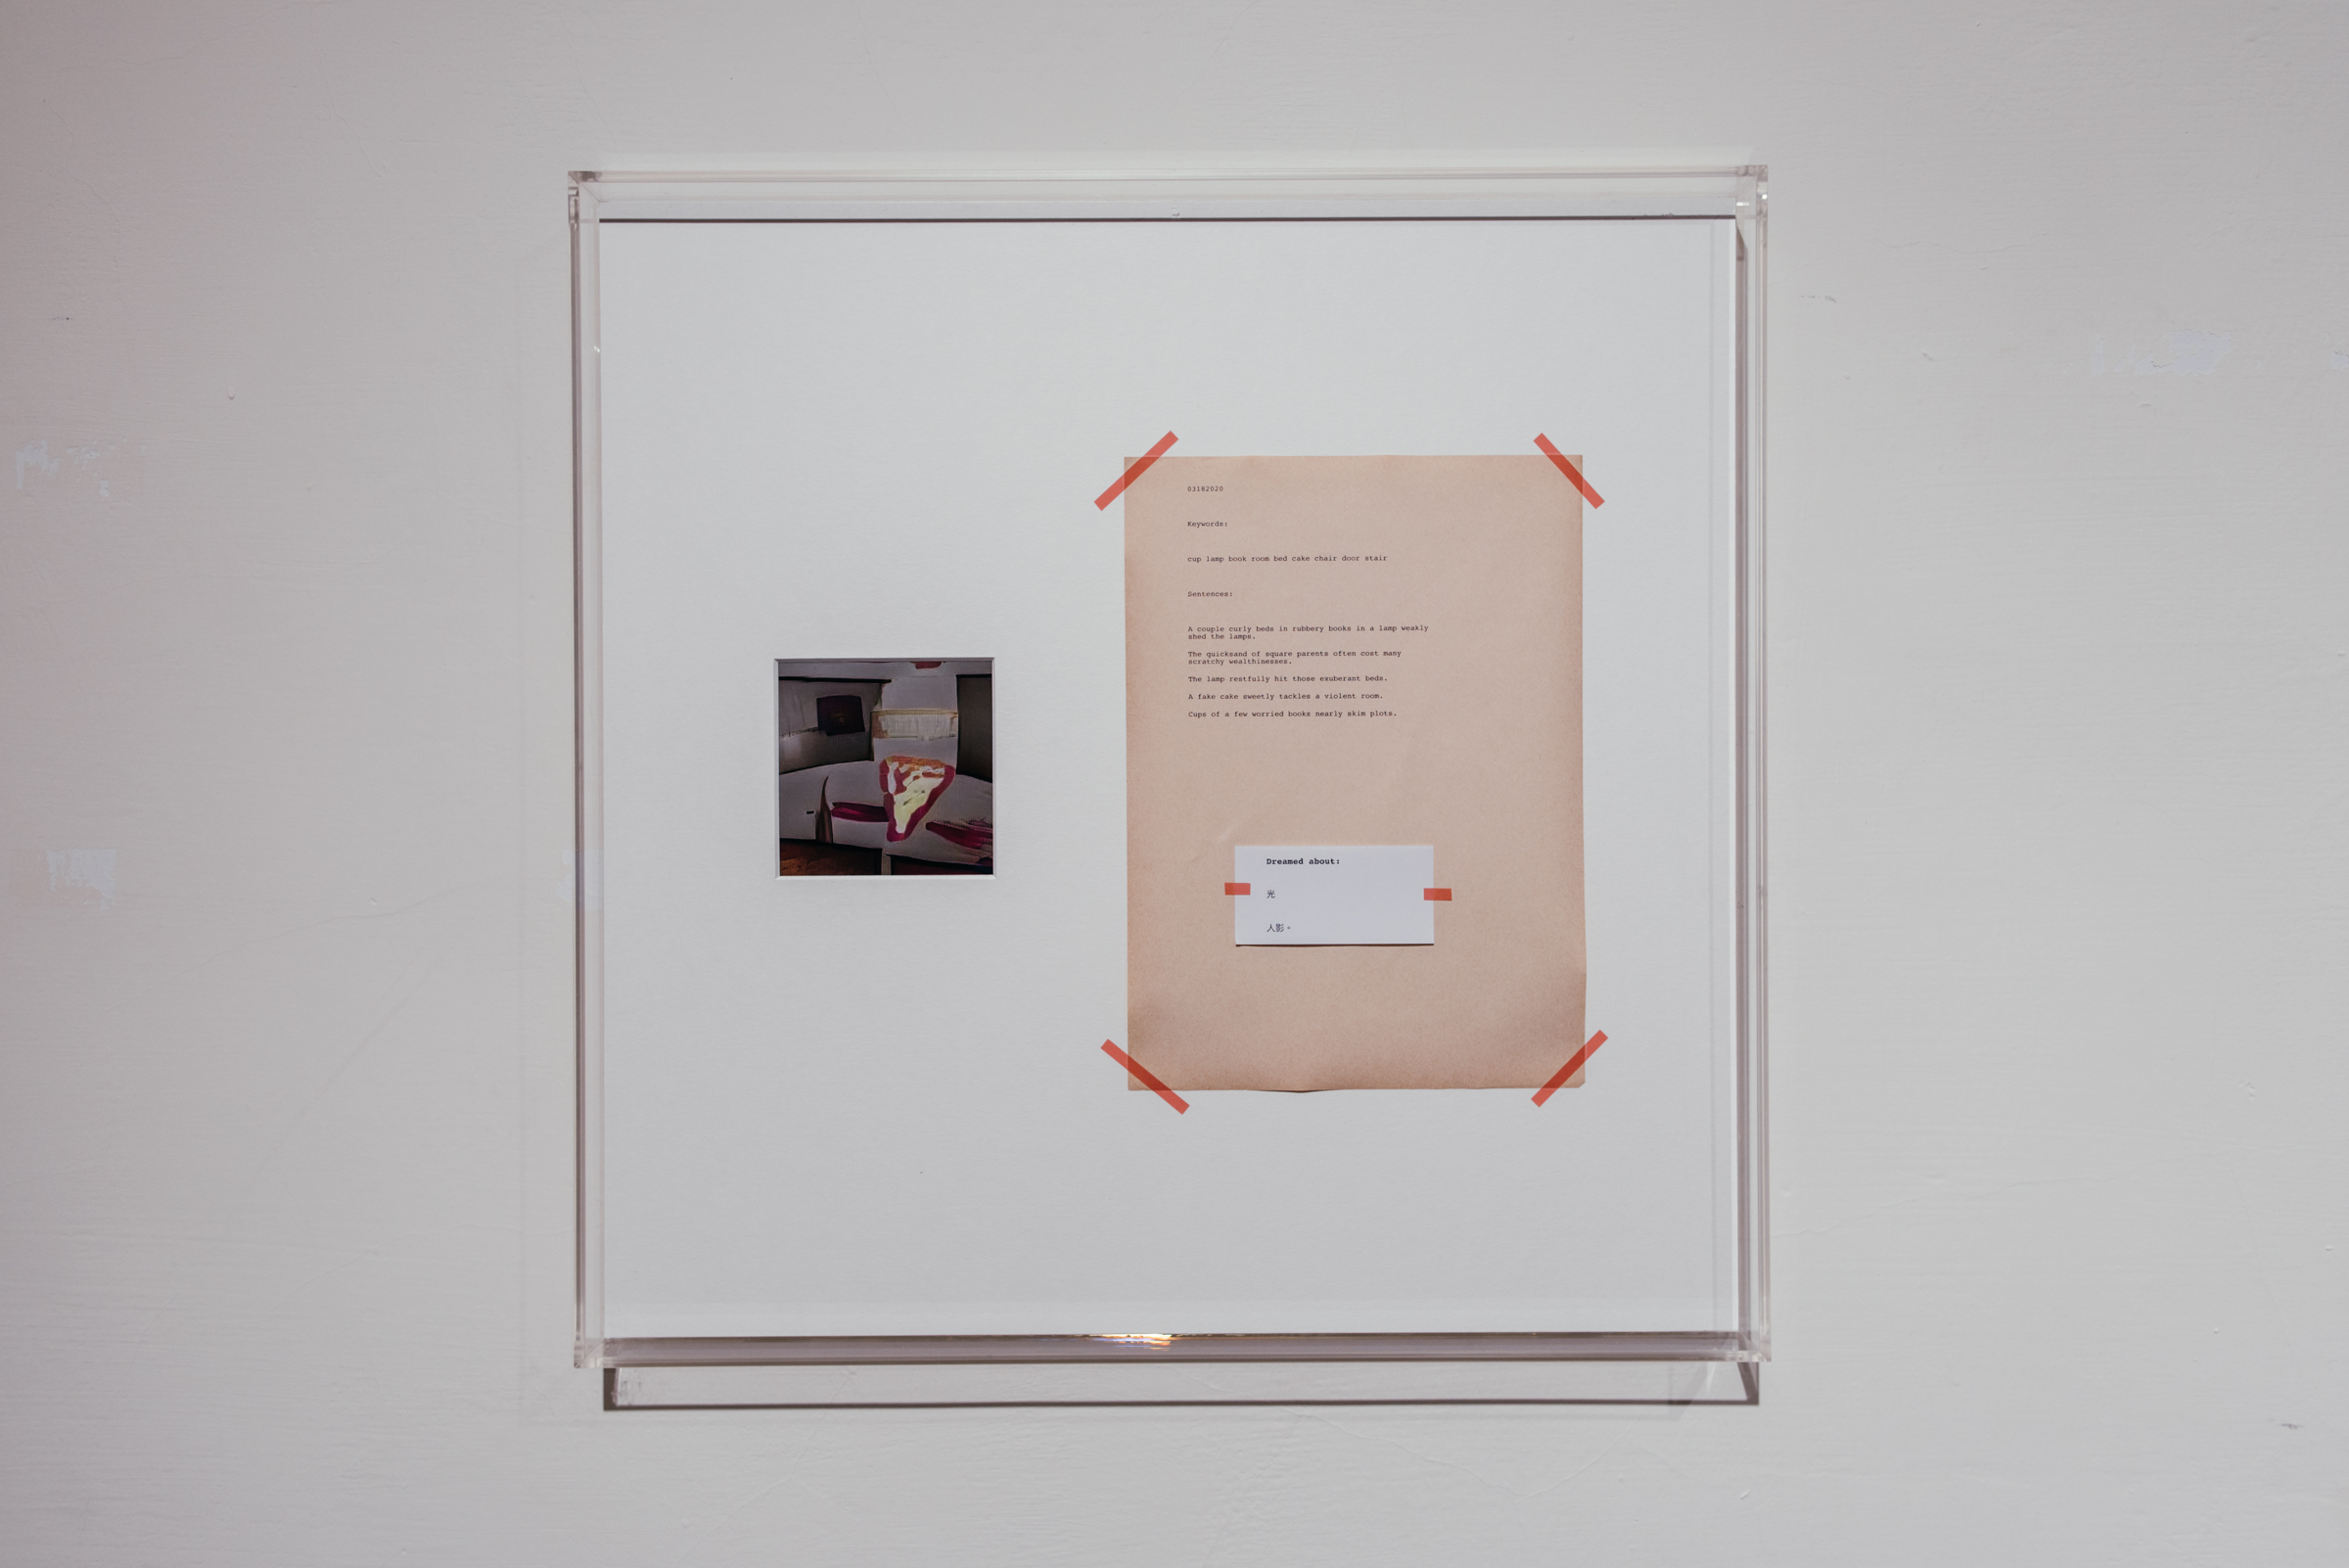 03182020
Keywords:
cup lamp book room bed cake chair door stair
Sentences:
A couple curly beds in rubbery books in a lamp weakly
shed the lamps.
The quicksand of square parents often cost many
scratchy wealthinesses.
The lamp restfully hit those exuberant beds.
A fake cake sweetly tackles a violent room.
Cups of a few worried books nearly skim plots.
Dreamed about:
光
人影。